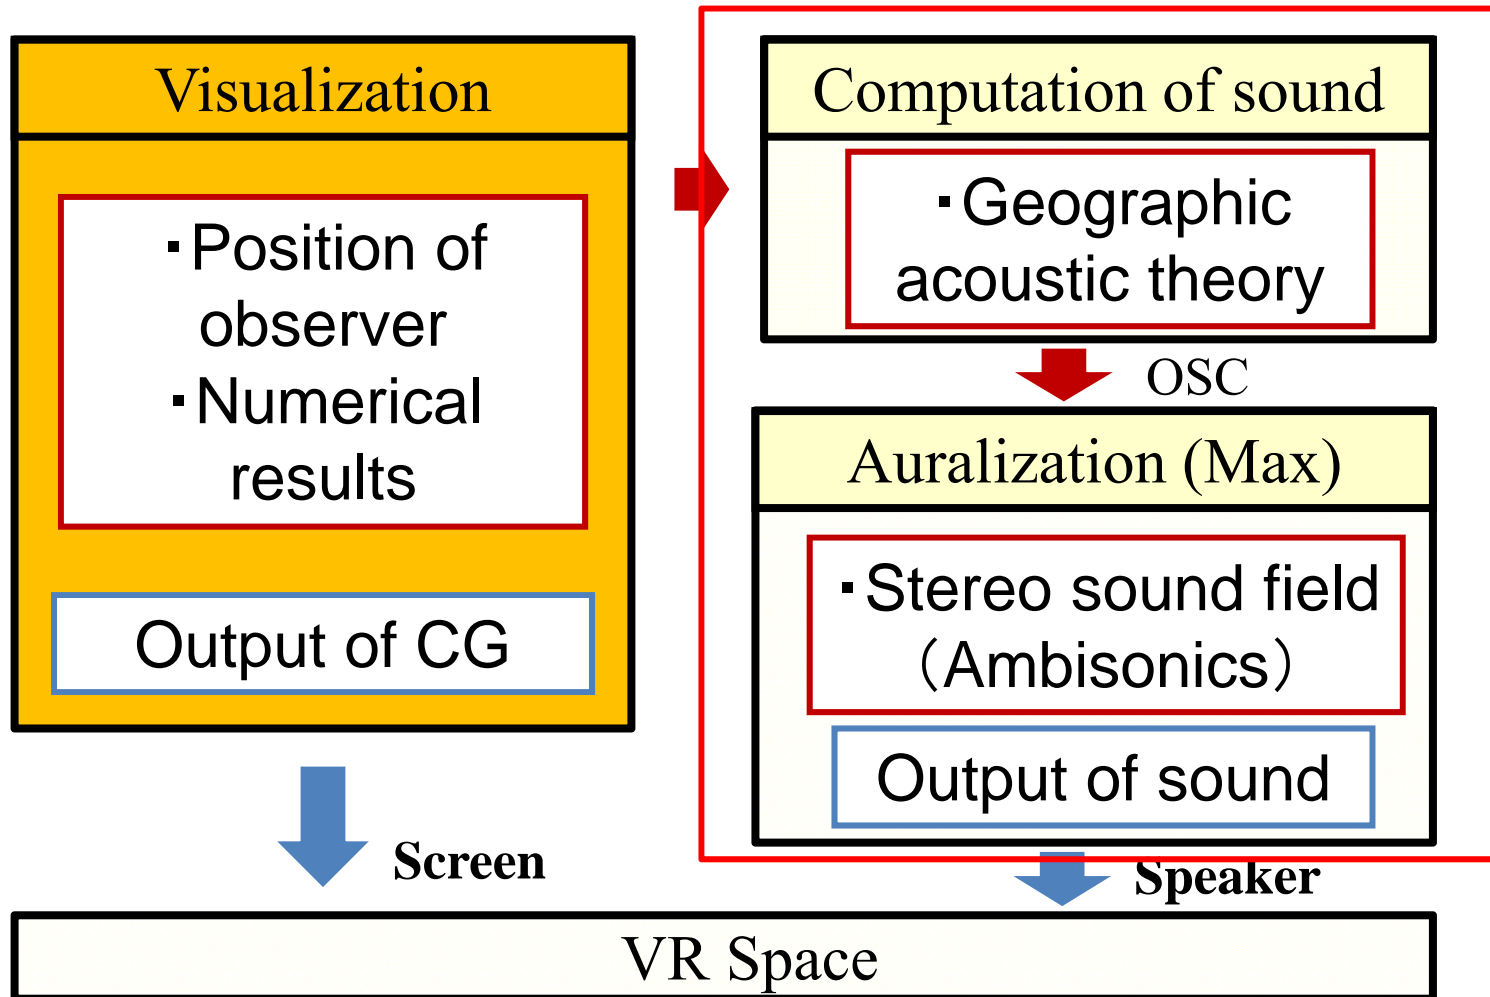 Visualization
・Position of
observer
・Numerical
results
Output of CG
Screen
Computation of sound
・Geographic
acoustic theory
OSC
Auralization (Max)
・Stereo sound field
（Ambisonics）
Output of sound
Speaker
VR Space